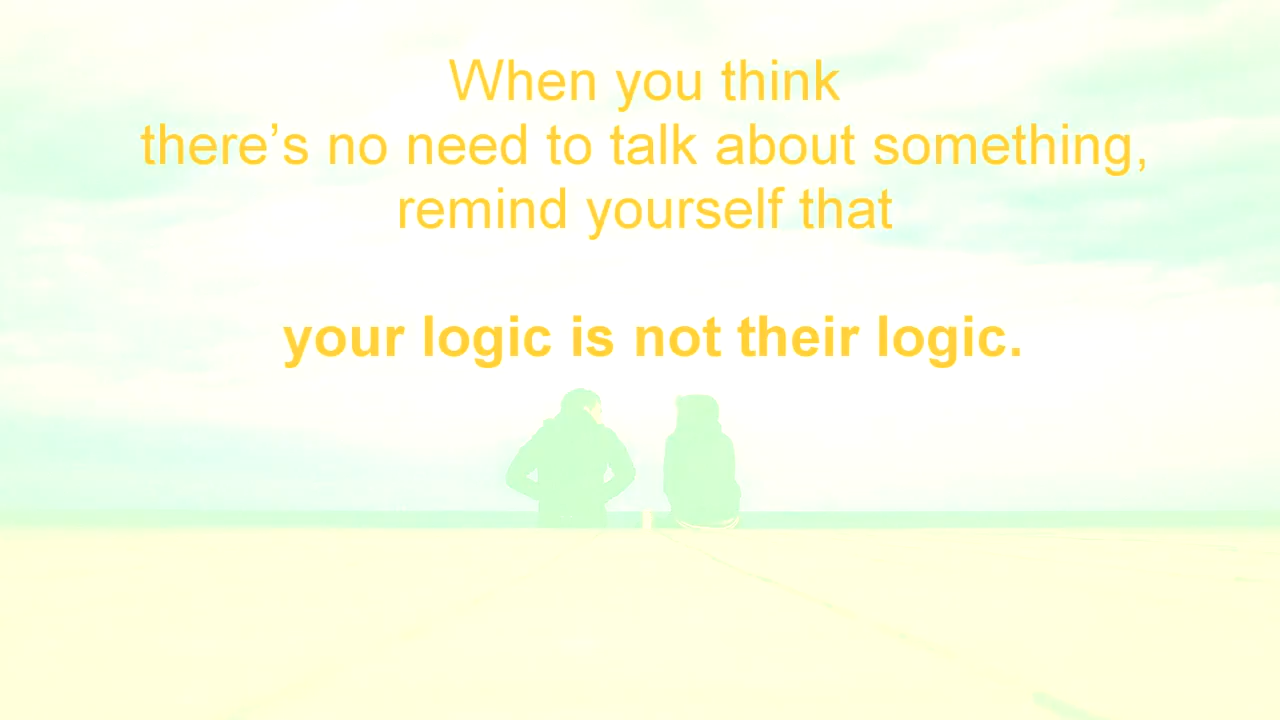 When you think
there’s no need to talk about something,
remind yourself that
your logic is not their logic.